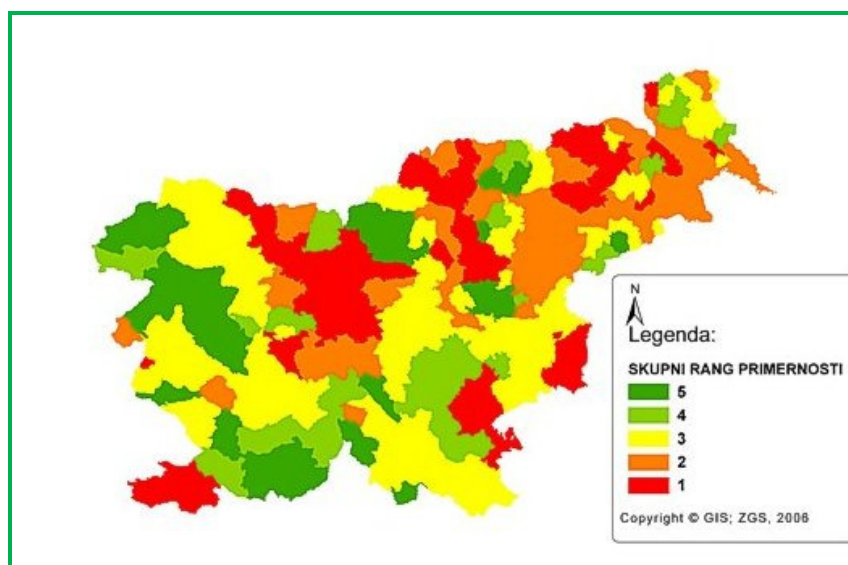 N
Legenda:
SKUPNI RANG PRIMERNOSTI
5
4
3
2
1
Copyright © GIS; ZGS, 2006